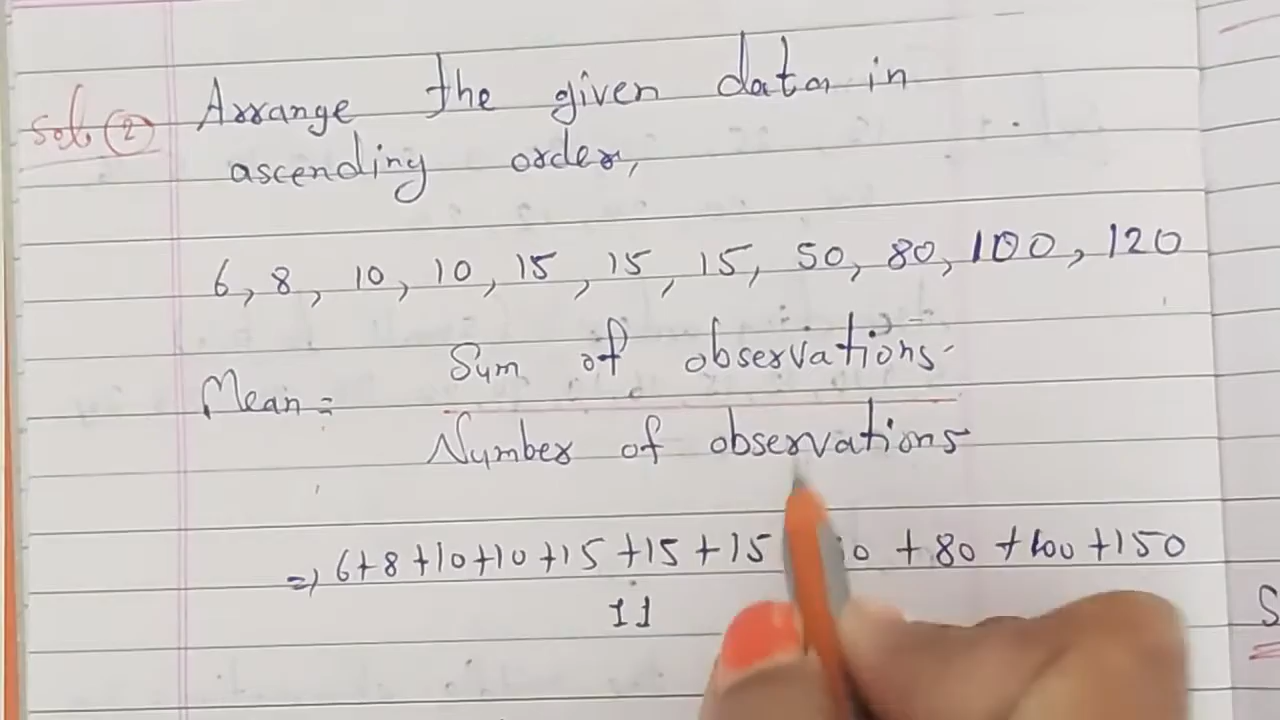 Sol. (2) Arrange the given data in
ascending order,
6, 8, 10, 10, 15, 15, 15, 50, 80, 100, 120
Mean = Sum of observations
Number of observations
=> 6+8+10+10+15+15+15 0 +80 +100 +150
11
S